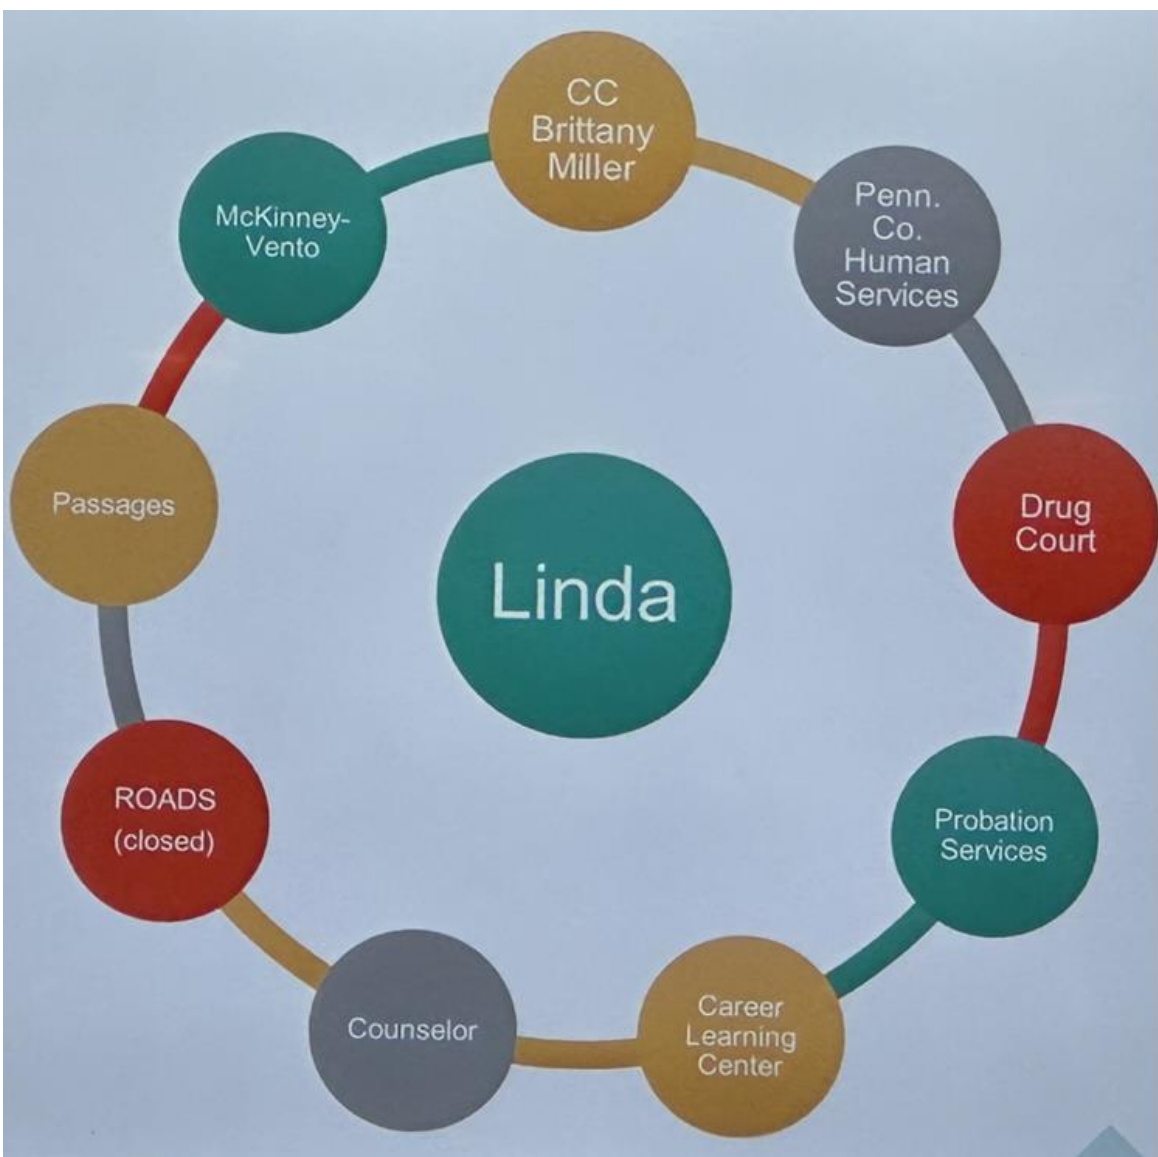 CC
Brittany
Miller
Penn.
Co.
Human
Services
Drug
Court
Probation
Services
Career
Learning
Center
Counselor
ROADS
(closed)
Passages
McKinney-
Vento
Linda